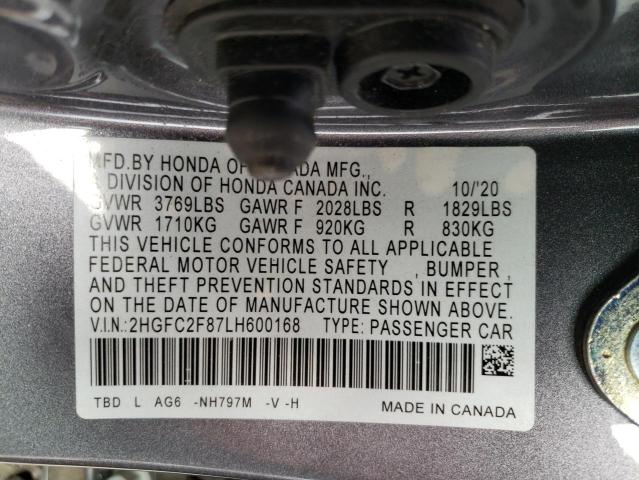 MFD.BY HONDA OF CANADA MFG.,
A DIVISION OF HONDA CANADA INC. 10/'20
GVWR 3769LBS GAWR F 2028LBS R 1829LBS
GVWR 1710KG GAWR F 920KG R 830KG
THIS VEHICLE CONFORMS TO ALL APPLICABLE
FEDERAL MOTOR VEHICLE SAFETY , BUMPER ,
AND THEFT PREVENTION STANDARDS IN EFFECT
ON THE DATE OF MANUFACTURE SHOWN ABOVE.
V.I.N.:2HGFC2F87LH600168 TYPE: PASSENGER CAR
TBD L AG6 -NH797M -V -H
MADE IN CANADA